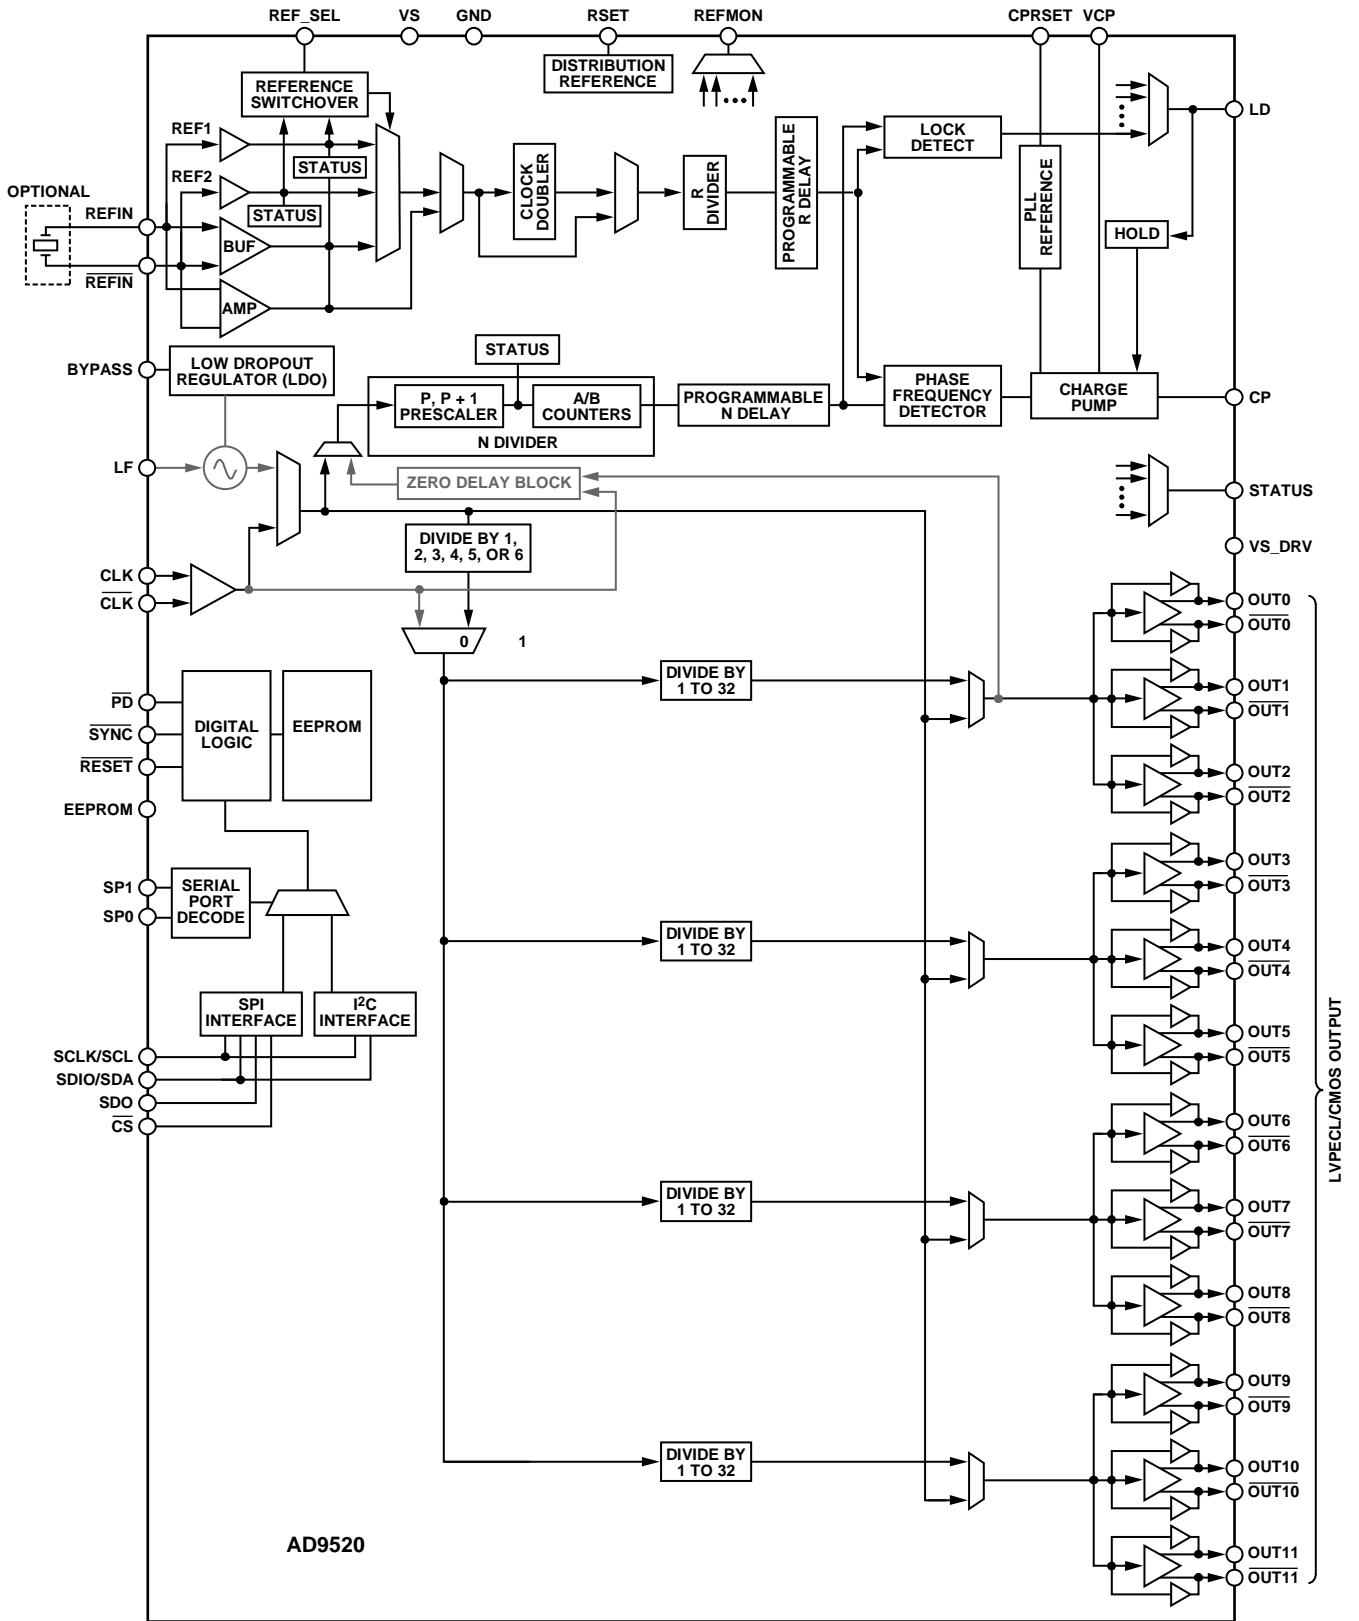 REF_SEL
VS
GND
RSET
REFMON
CPRSET
VCP
DISTRIBUTION
REFERENCE
REFERENCE
SWITCHOVER
LD
REF1
STATUS
REF2
STATUS
OPTIONAL
REFIN
REFIN
BUF
AMP
CLOCK
DOUBLER
R
DIVIDER
PROGRAMMABLE
R DELAY
LOCK
DETECT
PLL
REFERENCE
HOLD
BYPASS
LOW DROPOUT
REGULATOR (LDO)
STATUS
P, P + 1
PRESCALER
A/B
COUNTERS
N DIVIDER
PROGRAMMABLE
N DELAY
PHASE
FREQUENCY
DETECTOR
CHARGE
PUMP
CP
LF
ZERO DELAY BLOCK
STATUS
DIVIDE BY 1,
2, 3, 4, 5, OR 6
VS_DRV
CLK
CLK
0
1
OUT0
OUT0
DIVIDE BY
1 TO 32
OUT1
OUT1
PD
SYNC
RESET
DIGITAL
LOGIC
EEPROM
EEPROM
OUT2
OUT2
OUT3
OUT3
SP1
SP0
SERIAL
PORT
DECODE
DIVIDE BY
1 TO 32
OUT4
OUT4
SPI
INTERFACE
I²C
INTERFACE
OUT5
OUT5
SCLK/SCL
SDIO/SDA
SDO
CS
OUT6
OUT6
LVPECL/CMOS OUTPUT
DIVIDE BY
1 TO 32
OUT7
OUT7
OUT8
OUT8
OUT9
OUT9
DIVIDE BY
1 TO 32
OUT10
OUT10
AD9520
OUT11
OUT11